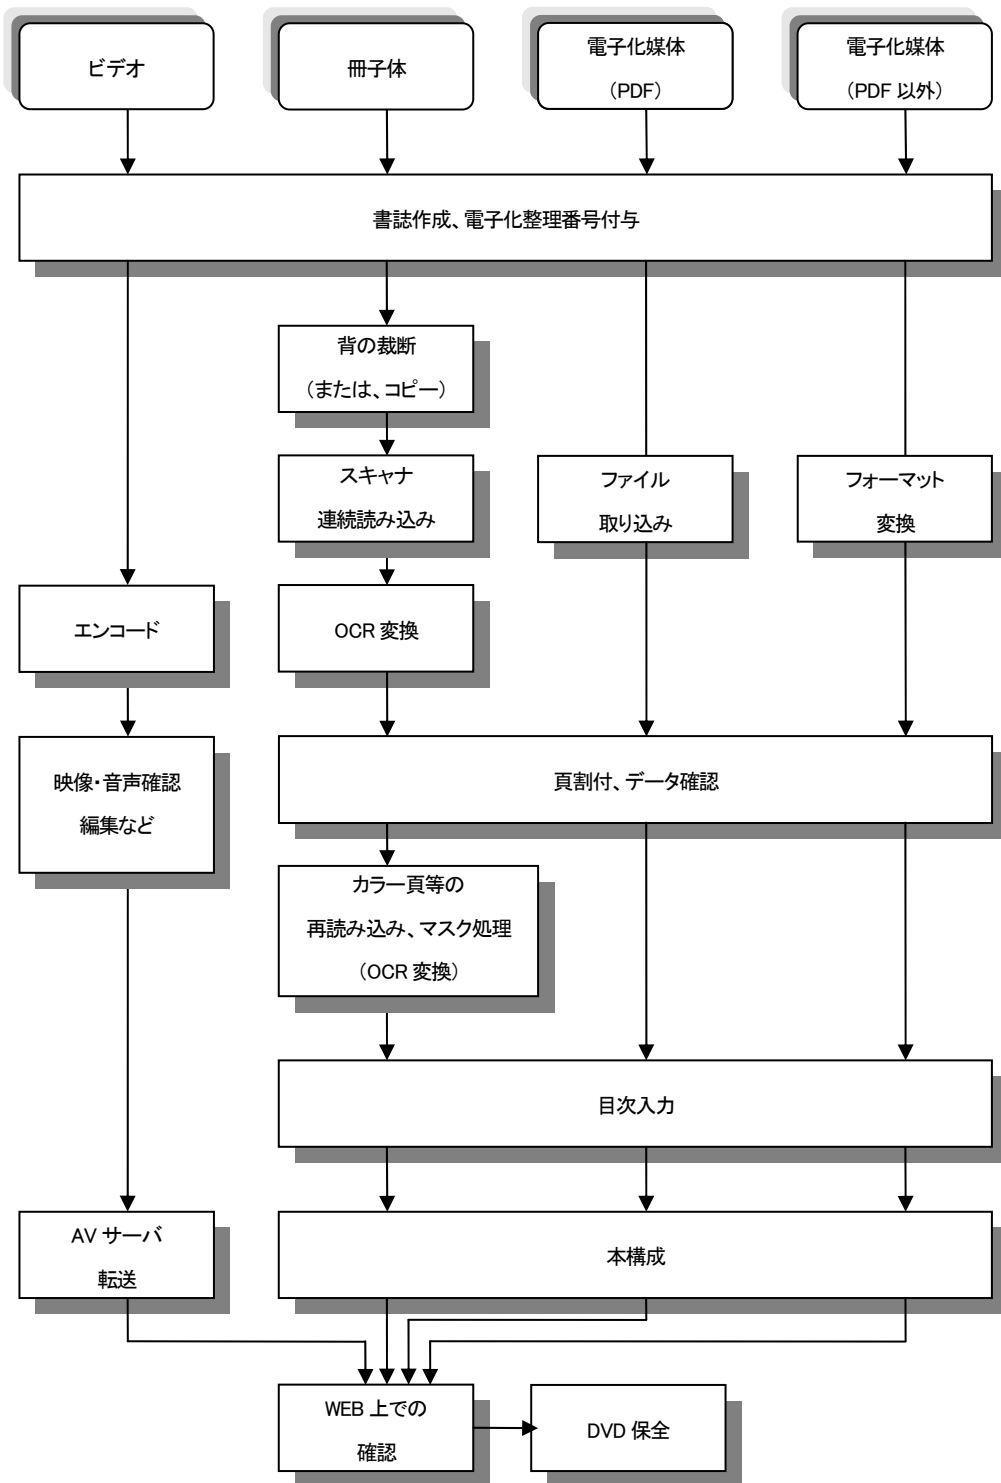 ビデオ
冊子体
電子化媒体
（PDF）
電子化媒体
（PDF 以外）
書誌作成、電子化整理番号付与
背の裁断
（または、コピー）
スキャナ
連続読み込み
ファイル
取り込み
フォーマット
変換
エンコード
OCR 変換
映像・音声確認
編集など
頁割付、データ確認
カラー頁等の
再読み込み、マスク処理
（OCR 変換）
目次入力
AV サーバ
転送
本構成
WEB 上での
確認
DVD 保全